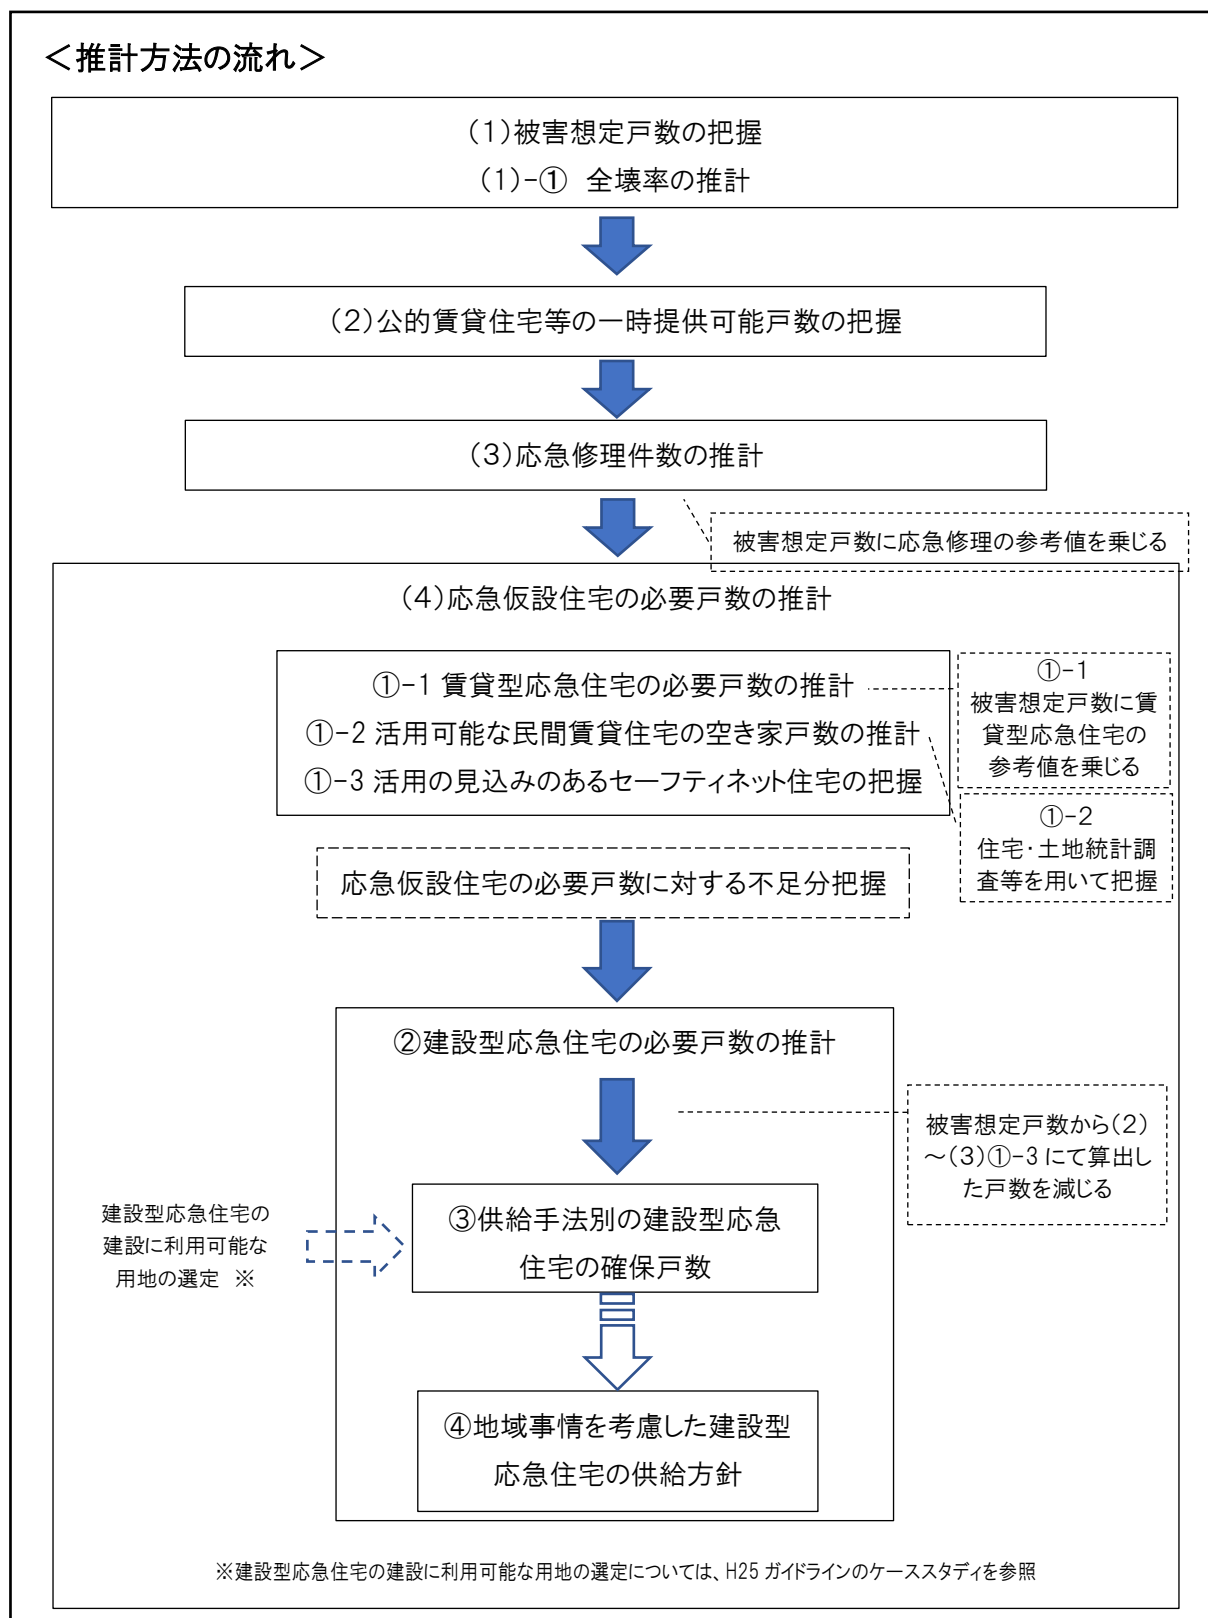 ＜推計方法の流れ＞
(1)被害想定戸数の把握
(1)-① 全壊率の推計
(2)公的賃貸住宅等の一時提供可能戸数の把握
(3)応急修理件数の推計
被害想定戸数に応急修理の参考値を乗じる
(4)応急仮設住宅の必要戸数の推計
①-1 賃貸型応急住宅の必要戸数の推計
①-2 活用可能な民間賃貸住宅の空き家戸数の推計
①-3 活用の見込みのあるセーフティネット住宅の把握
①-1
被害想定戸数に賃
貸型応急住宅の
参考値を乗じる
①-2
住宅・土地統計調
査等を用いて把握
応急仮設住宅の必要戸数に対する不足分把握
②建設型応急住宅の必要戸数の推計
被害想定戸数から(2)
～(3)①-3 にて算出し
た戸数を減じる
建設型応急住宅の
建設に利用可能な
用地の選定 ※
③供給手法別の建設型応急
住宅の確保戸数
④地域事情を考慮した建設型
応急住宅の供給方針
※建設型応急住宅の建設に利用可能な用地の選定については、H25 ガイドラインのケーススタディを参照